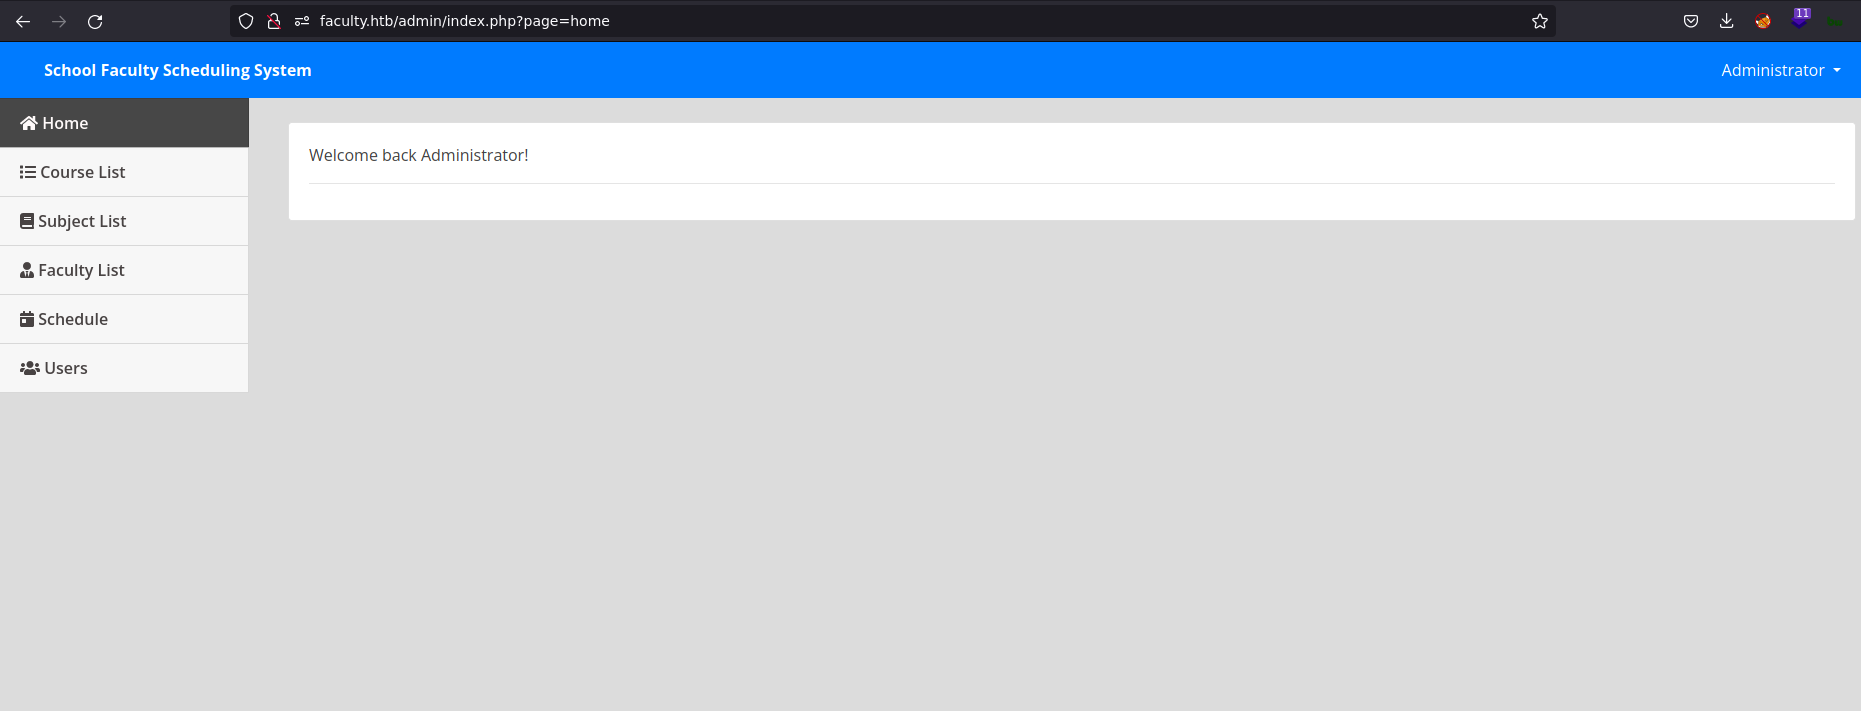 faculty.htb/admin/index.php?page=home
11
School Faculty Scheduling System
Administrator
Home
Welcome back Administrator!
Course List
Subject List
Faculty List
Schedule
Users